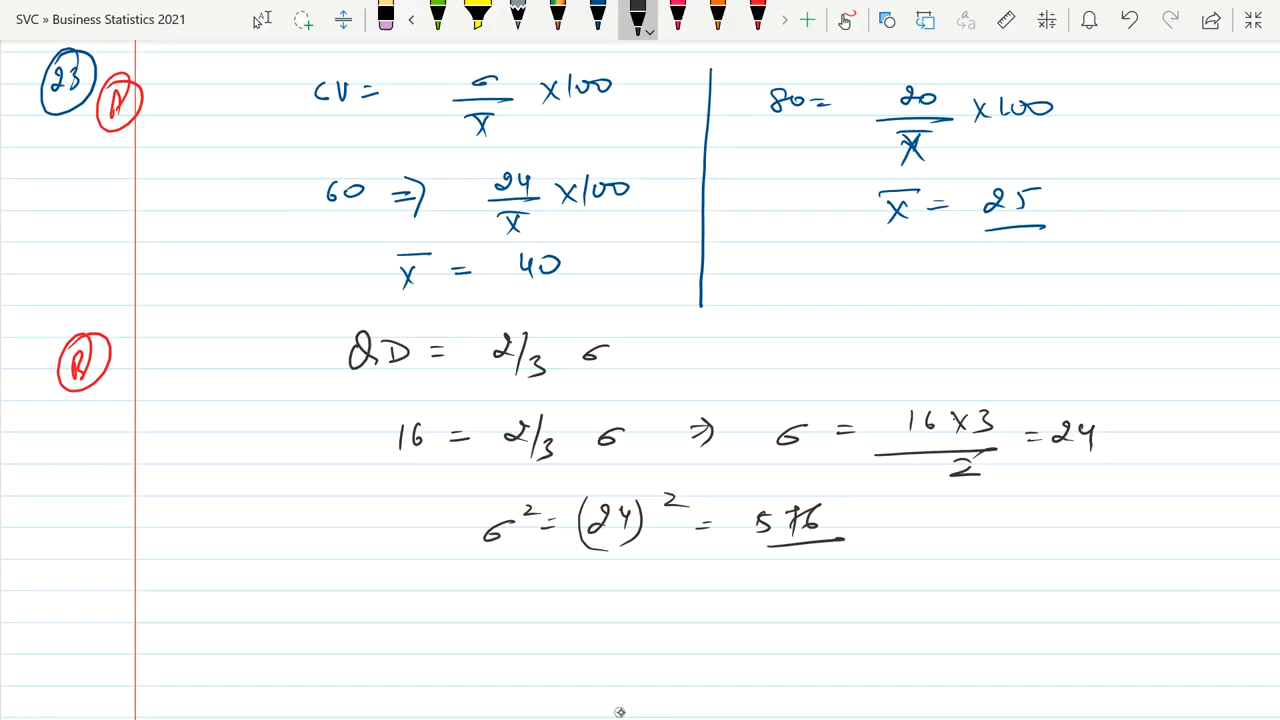 SVC » Business Statistics 2021
23
A
CV = σ/x̄ ×100
60 ⇒ 24/x̄ ×100
x̄ = 40
80 = 20/x̄ ×100
x̄ = 25
B
QD = 2/3 σ
16 = 2/3 σ ⇒ σ = 16×3/2 = 24
σ² = (24)² = 576